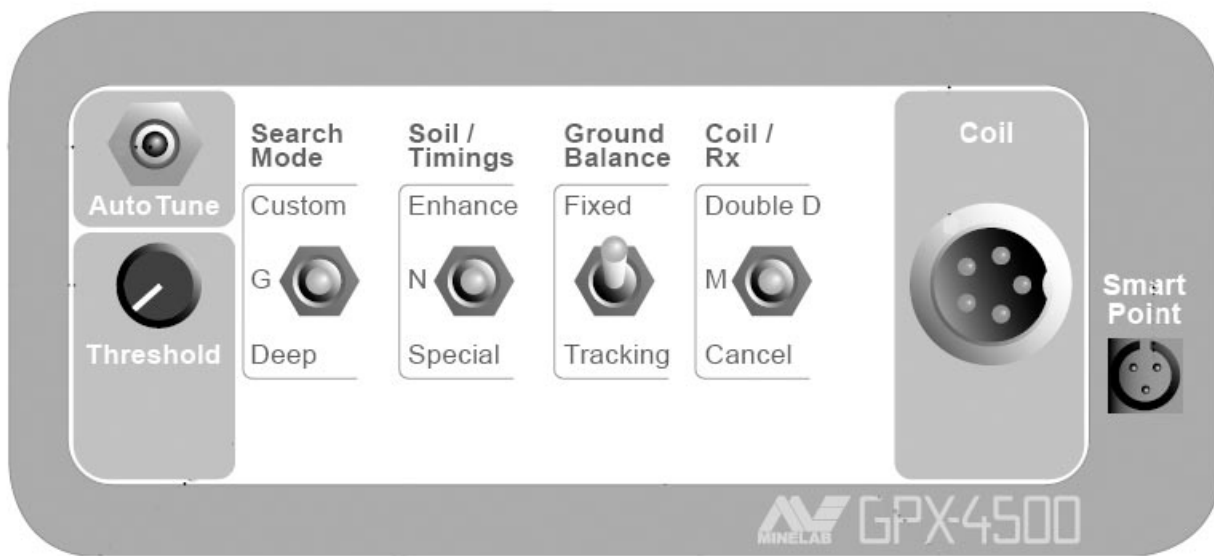 Auto Tune
Threshold
Search
Mode
Custom
G
Deep
Soil /
Timings
Enhance
N
Special
Ground
Balance
Fixed
Tracking
Coil /
Rx
Double D
M
Cancel
Coil
Smart
Point
MINELAB
GPX-4500